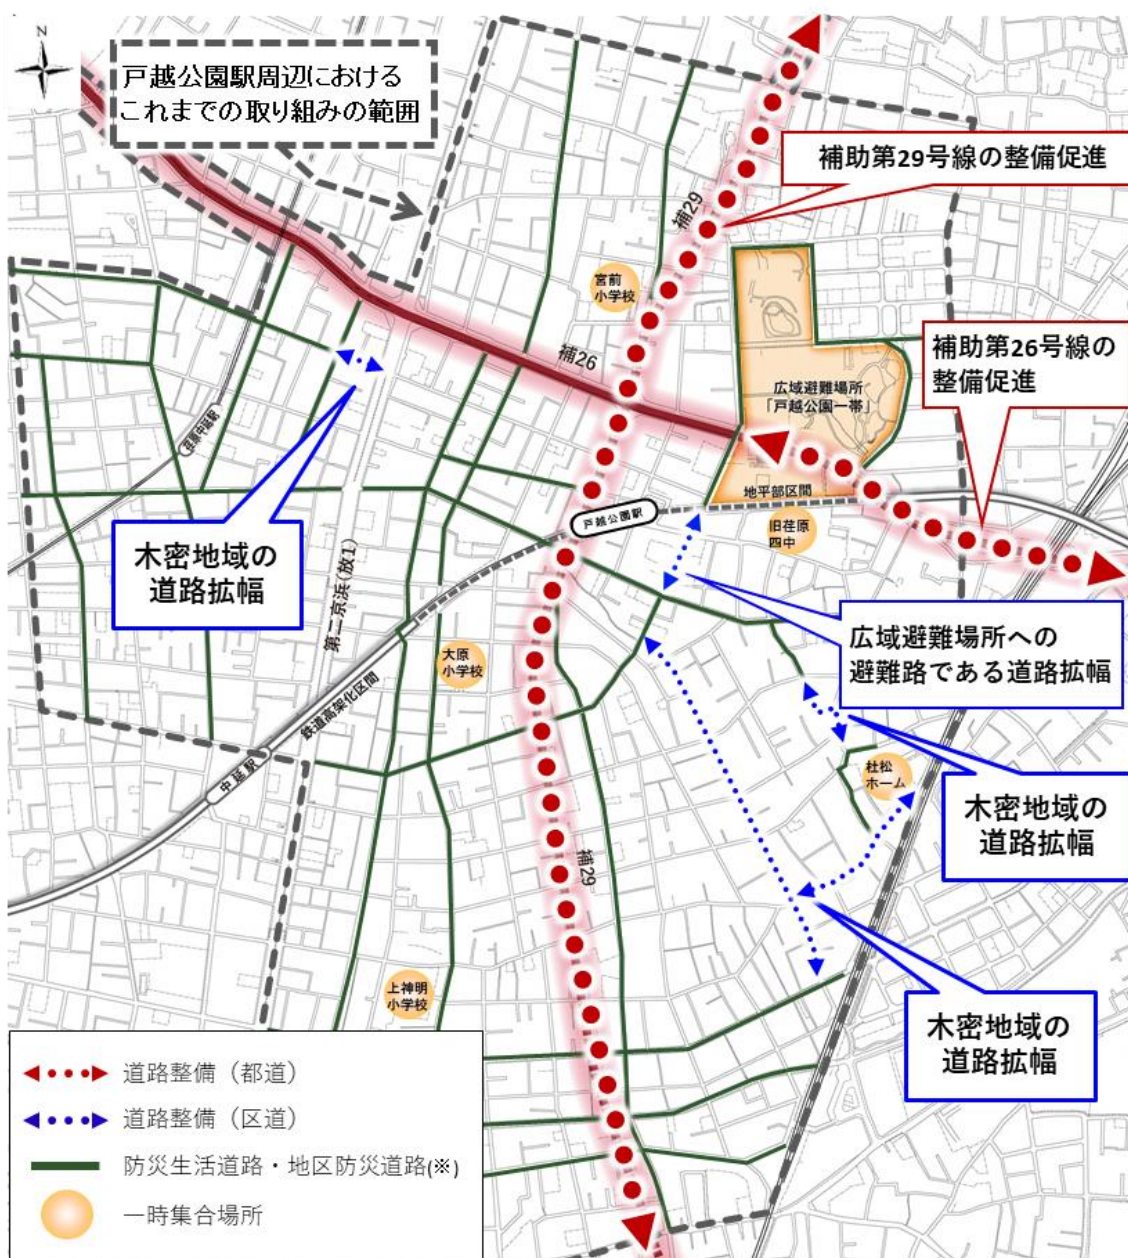 N
戸越公園駅周辺における
これまでの取り組みの範囲
補助第29号線の整備促進
補29
宮前
小学校
補助第26号線の
整備促進
補26
広域避難場所
「戸越公園一帯」
荏原中延駅
地平部区間
戸越公園駅
旧荏原
四中
木密地域の
道路拡幅
第二京浜(放1)
広域避難場所への
避難路である道路拡幅
大原
小学校
鉄道高架化区間
中延駅
杜松
ホーム
木密地域の
道路拡幅
補29
上神明
小学校
木密地域の
道路拡幅
道路整備（都道）
道路整備（区道）
防災生活道路・地区防災道路(※)
一時集合場所